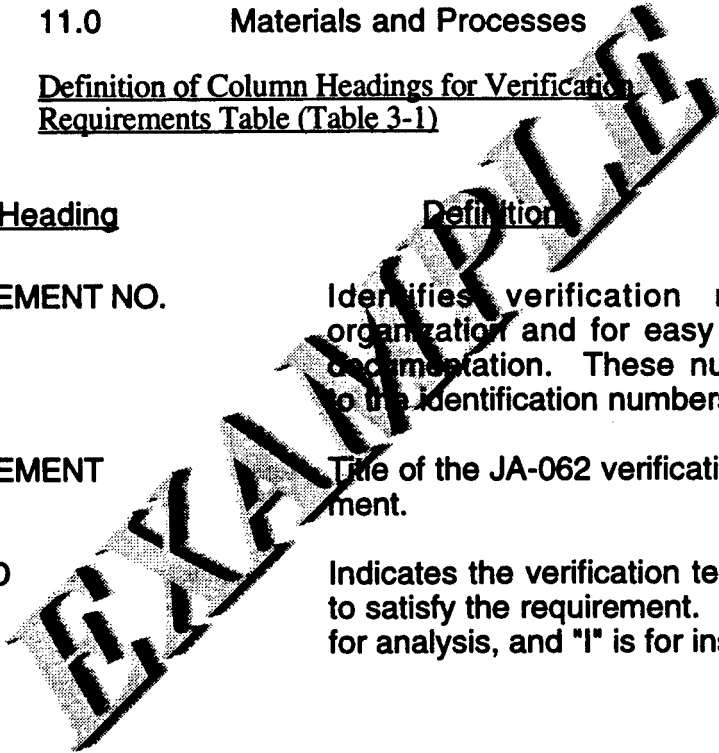 11.0 Materials and Processes
Definition of Column Headings for Verification
Requirements Table (Table 3-1)
Heading Definition
EMENT NO. Identifies verification
organization and for easy
documentation. These nu
to the identification numbers
EMENT Title of the JA-062 verificati
ment.
Indicates the verification te
to satisfy the requirement.
for analysis, and "I" is for ins
EXAMPLE